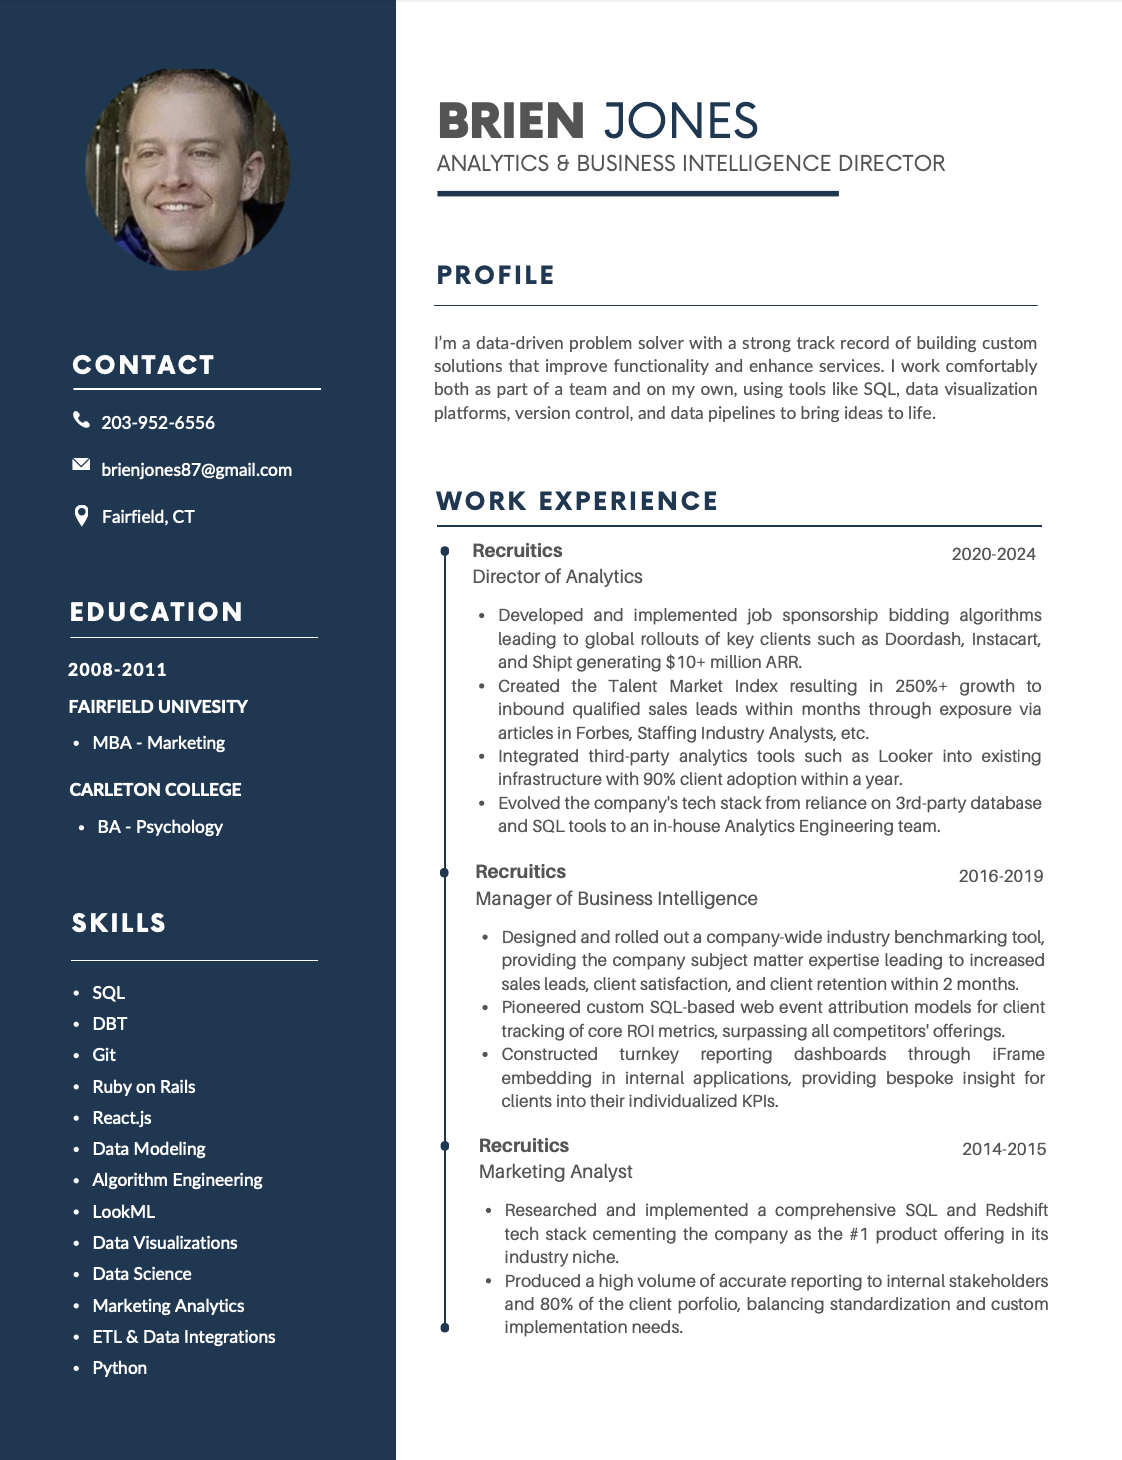 BRIEN JONES
ANALYTICS & BUSINESS INTELLIGENCE DIRECTOR
CONTACT
203-952-6556
brienjones87@gmail.com
Fairfield, CT
EDUCATION
2008-2011
FAIRFIELD UNIVESITY
• MBA - Marketing
CARLETON COLLEGE
• BA - Psychology
SKILLS
• SQL
• DBT
• Git
• Ruby on Rails
• React.js
• Data Modeling
• Algorithm Engineering
• LookML
• Data Visualizations
• Data Science
• Marketing Analytics
• ETL & Data Integrations
• Python
PROFILE
I'm a data-driven problem solver with a strong track record of building custom
solutions that improve functionality and enhance services. I work comfortably
both as part of a team and on my own, using tools like SQL, data visualization
platforms, version control, and data pipelines to bring ideas to life.
WORK EXPERIENCE
Recruitics 2020-2024
Director of Analytics
• Developed and implemented job sponsorship bidding algorithms
leading to global rollouts of key clients such as Doordash, Instacart,
and Shipt generating $10+ million ARR.
• Created the Talent Market Index resulting in 250%+ growth to
inbound qualified sales leads within months through exposure via
articles in Forbes, Staffing Industry Analysts, etc.
• Integrated third-party analytics tools such as Looker into existing
infrastructure with 90% client adoption within a year.
• Evolved the company's tech stack from reliance on 3rd-party database
and SQL tools to an in-house Analytics Engineering team.
Recruitics 2016-2019
Manager of Business Intelligence
• Designed and rolled out a company-wide industry benchmarking tool,
providing the company subject matter expertise leading to increased
sales leads, client satisfaction, and client retention within 2 months.
• Pioneered custom SQL-based web event attribution models for client
tracking of core ROI metrics, surpassing all competitors' offerings.
• Constructed turnkey reporting dashboards through iFrame
embedding in internal applications, providing bespoke insight for
clients into their individualized KPIs.
Recruitics 2014-2015
Marketing Analyst
• Researched and implemented a comprehensive SQL and Redshift
tech stack cementing the company as the #1 product offering in its
industry niche.
• Produced a high volume of accurate reporting to internal stakeholders
and 80% of the client porfolio, balancing standardization and custom
implementation needs.